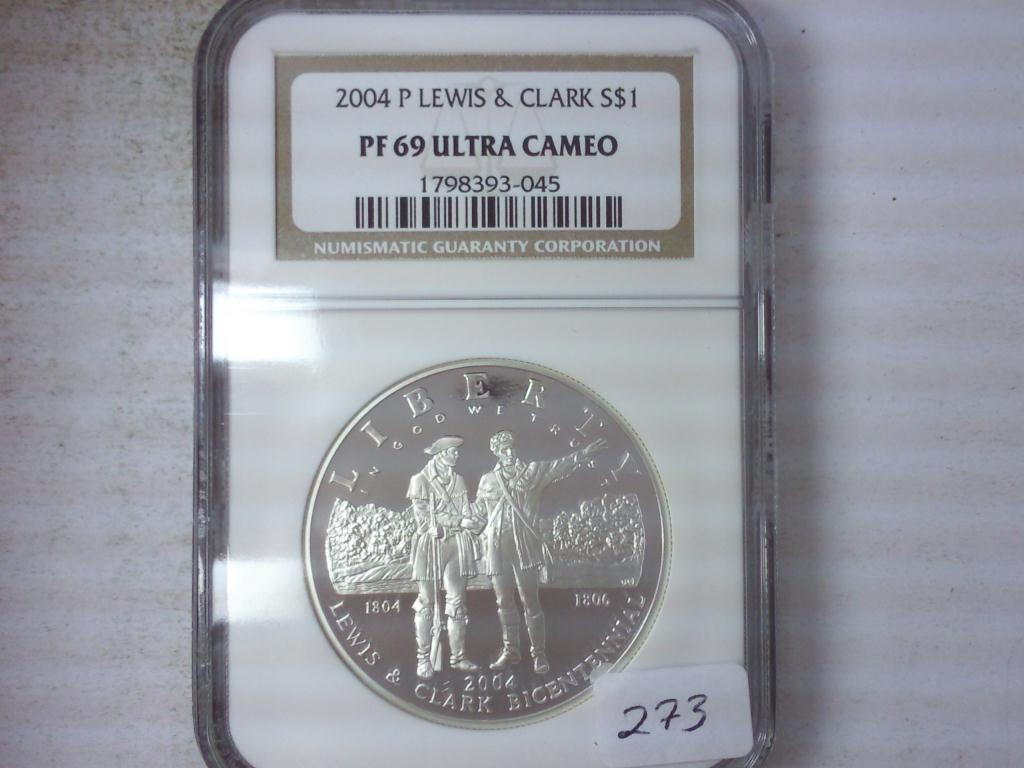 2004 P LEWIS & CLARK S$1
PF 69 ULTRA CAMEO
1798393-045
NUMISMATIC GUARANTY CORPORATION
LIBERTY
IN GOD WE TRUST
1804 1806
2004
LEWIS & CLARK BICENTENNIAL
273